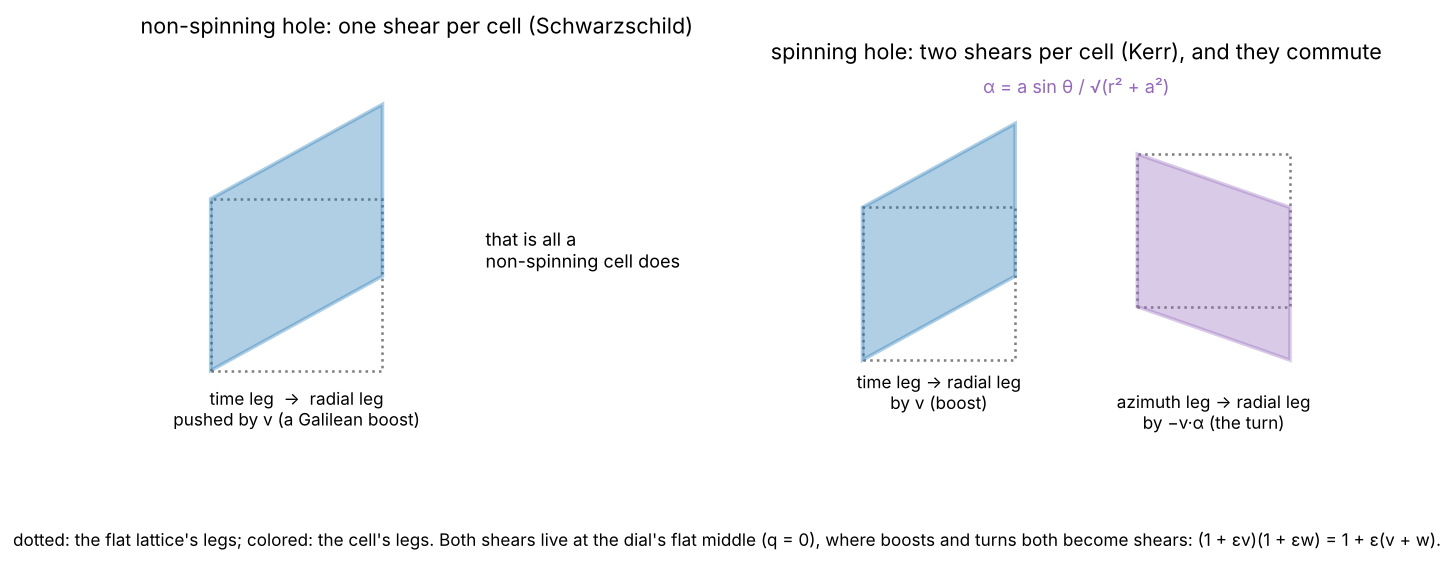 non-spinning hole: one shear per cell (Schwarzschild)
that is all a
non-spinning cell does
time leg → radial leg
pushed by v (a Galilean boost)
spinning hole: two shears per cell (Kerr), and they commute
α = a sin θ / √(r² + a²)
time leg → radial leg
by v (boost)
azimuth leg → radial leg
by −v·α (the turn)
dotted: the flat lattice's legs; colored: the cell's legs. Both shears live at the dial's flat middle (q = 0), where boosts and turns both become shears: (1 + εv)(1 + εw) = 1 + ε(v + w).